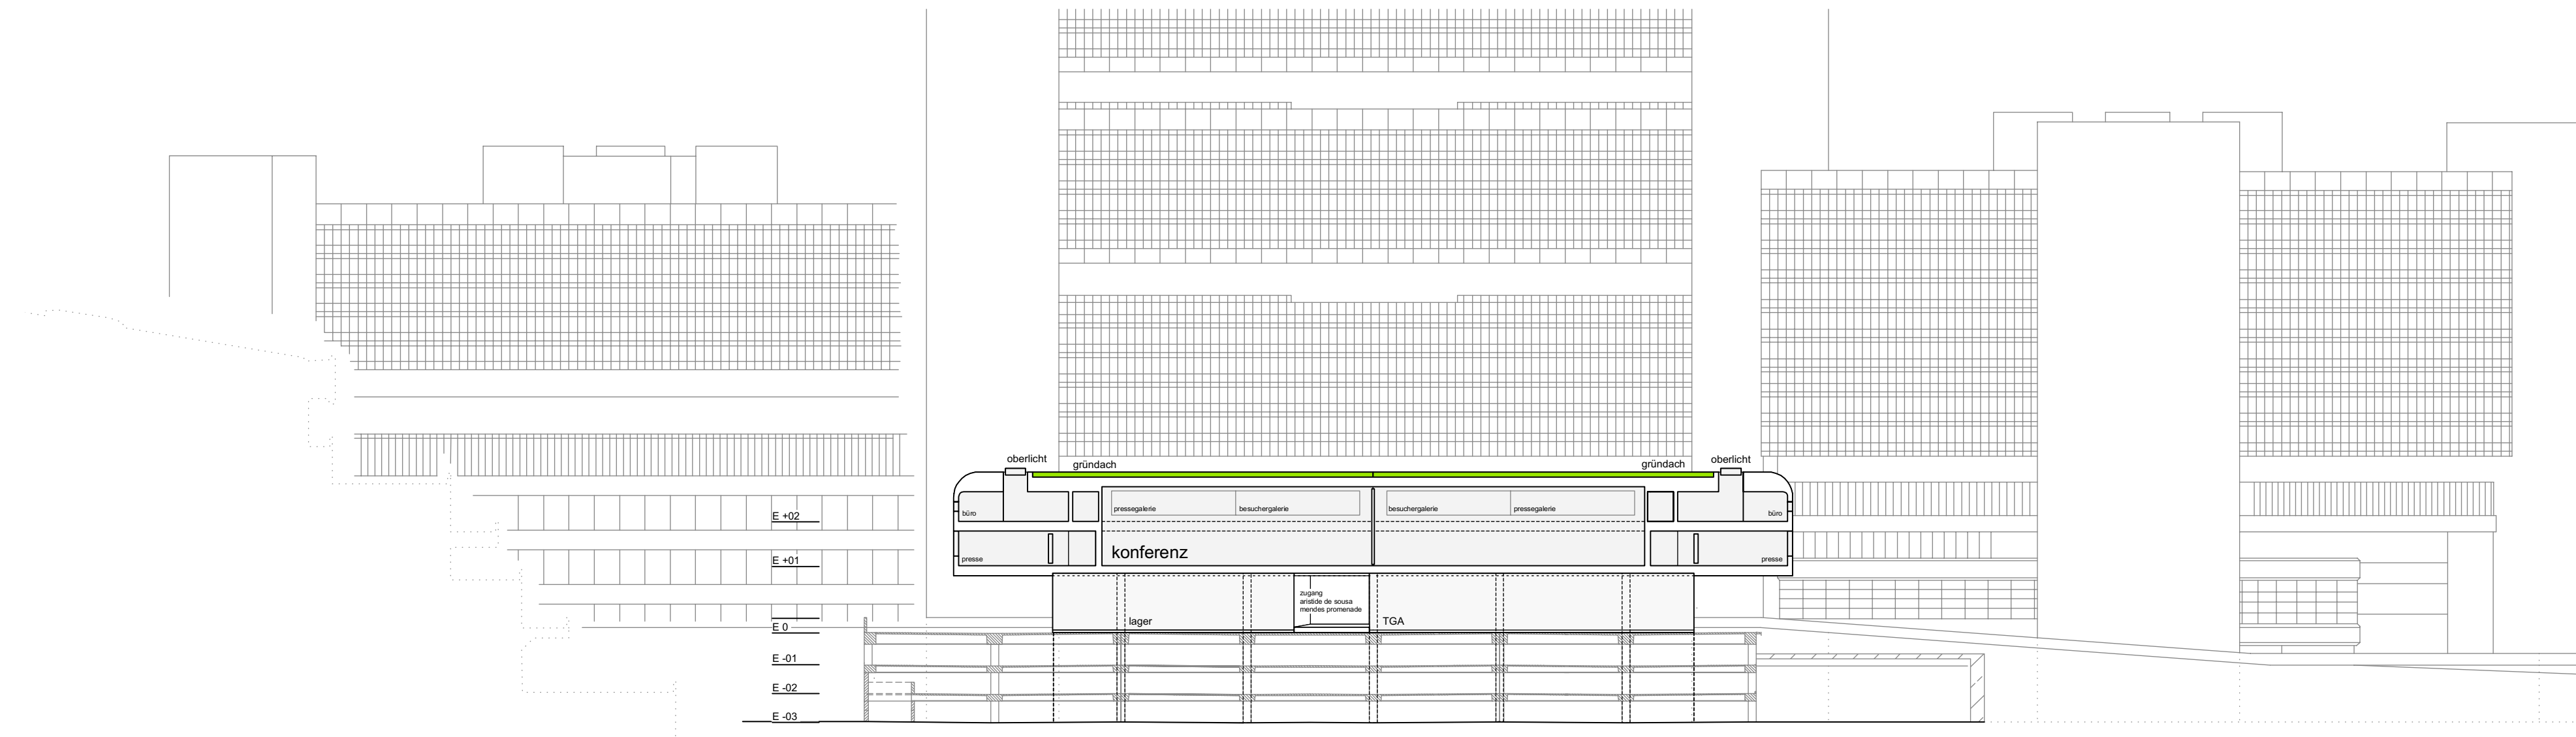 oberlicht
gründach
gründach
oberlicht
pressegalerie
besuchergalerie
besuchergalerie
pressegalerie
büro
büro
E +02
konferenz
presse
presse
E +01
zugang
aristide de sousa
mendes promenade
lager
TGA
E 0
E -01
E -02
E -03